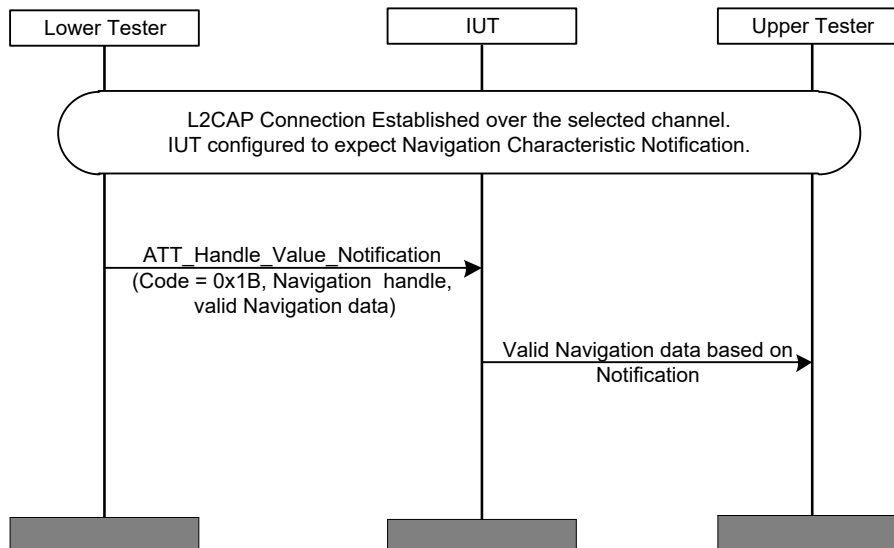 Lower Tester
IUT
Upper Tester
L2CAP Connection Established over the selected channel.
IUT configured to expect Navigation Characteristic Notification.
ATT_Handle_Value_Notification
(Code = 0x1B, Navigation  handle,
valid Navigation data)
Valid Navigation data based on
Notification